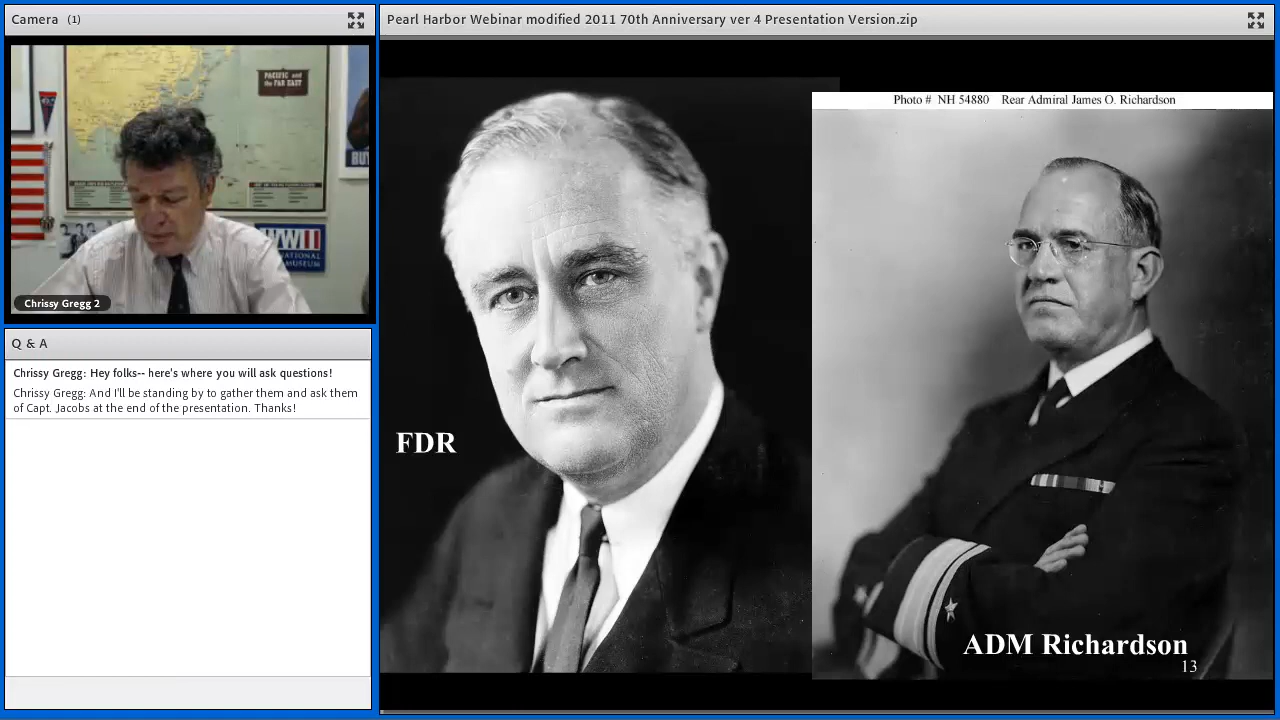 Camera (1)
PACIFIC and
the FAR EAST
BU
WWII
NATIONAL
MUSEUM
Chrissy Gregg 2
Q & A
Chrissy Gregg: Hey folks-- here's where you will ask questions!
Chrissy Gregg: And I'll be standing by to gather them and ask them
of Capt. Jacobs at the end of the presentation. Thanks!
Pearl Harbor Webinar modified 2011 70th Anniversary ver 4 Presentation Version.zip
Photo # NH 54880 Rear Admiral James O. Richardson
FDR
ADM Richardson
13